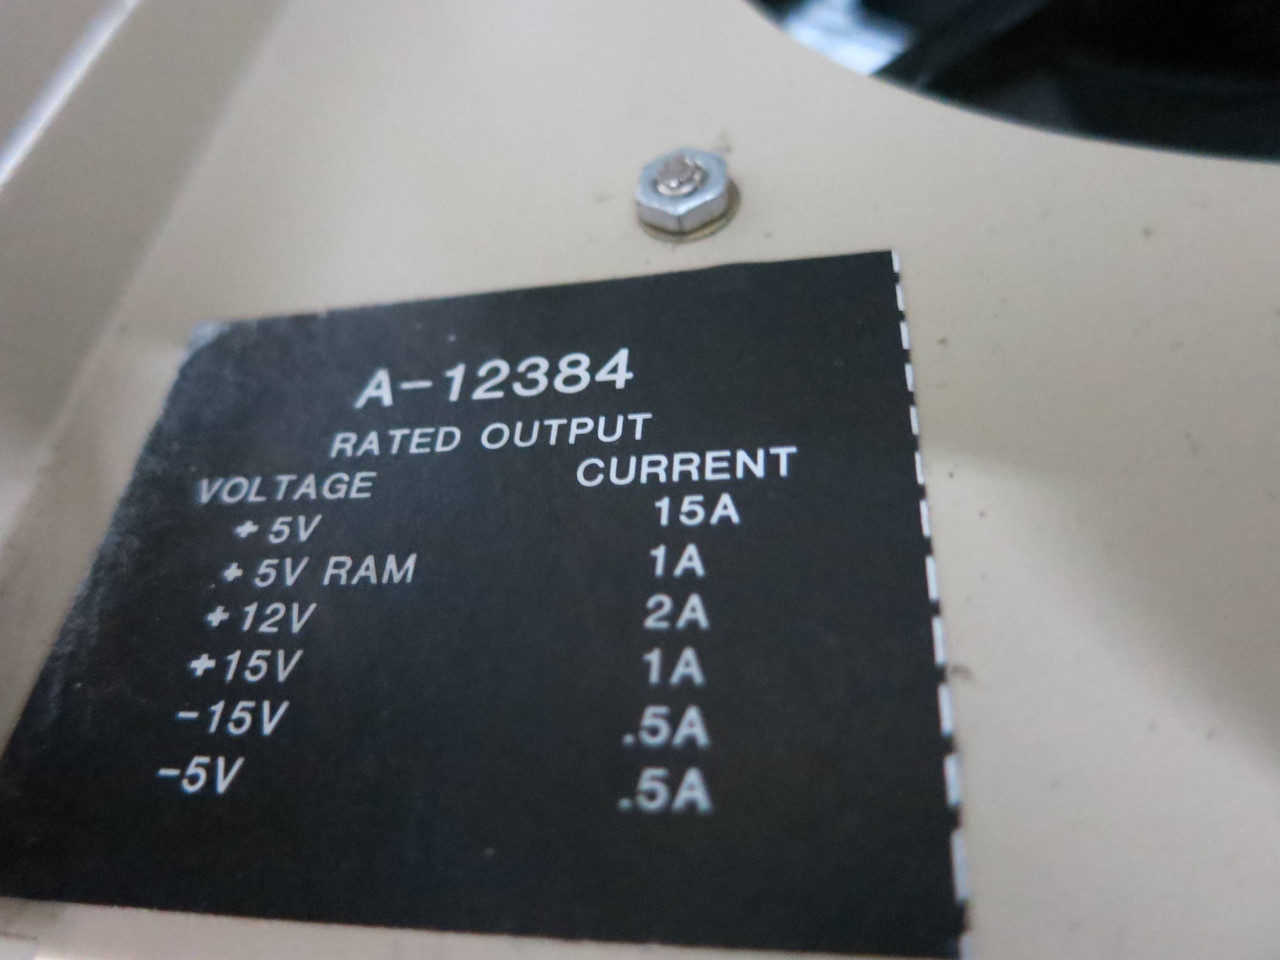 A-12384
RATED OUTPUT
VOLTAGE CURRENT
+5V 15A
+5V RAM 1A
+12V 2A
+15V 1A
-15V .5A
-5V .5A